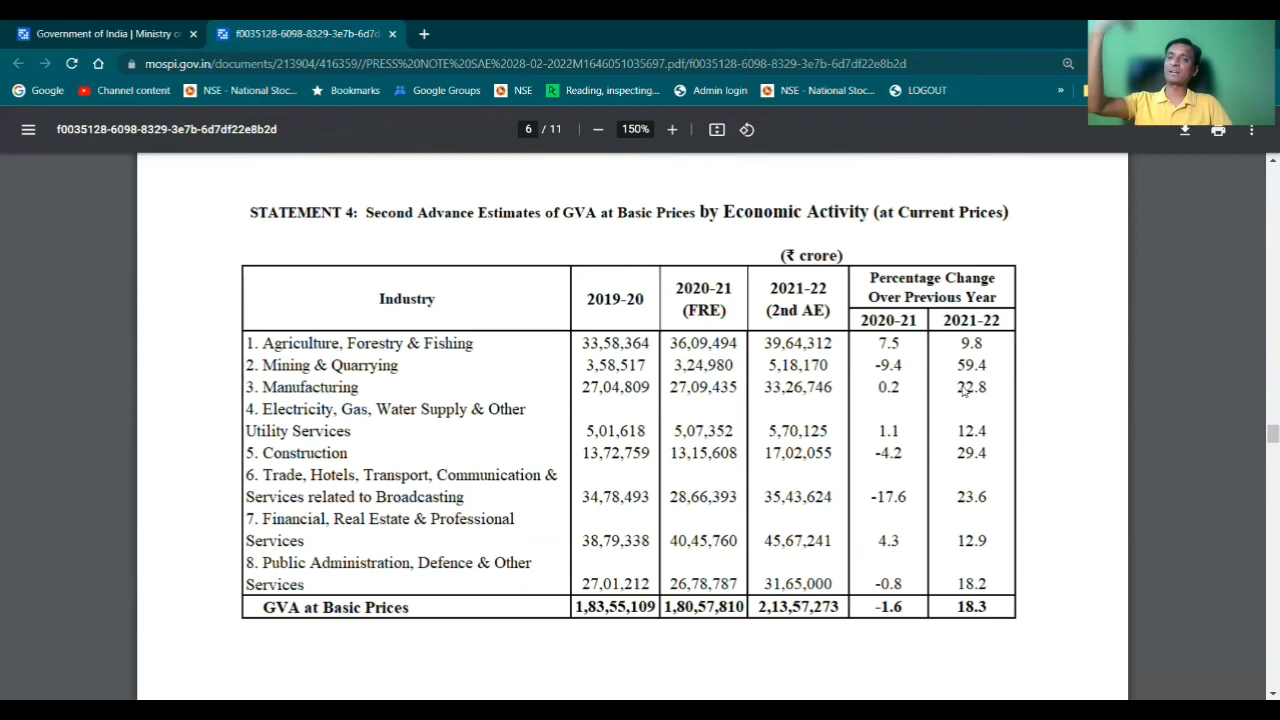 Government of India | Ministry o
f0035128-6098-8329-3e7b-6d7d
mospi.gov.in/documents/213904/416359//PRESS%20NOTE%20SAE%2028-02-2022M1646051035697.pdf/f0035128-6098-8329-3e7b-6d7df22e8b2d
Google Channel content NSE - National Stoc... Bookmarks Google Groups NSE Reading, inspecting... Admin login NSE - National Stoc... LOGOUT »
f0035128-6098-8329-3e7b-6d7df22e8b2d 6 / 11 150%
STATEMENT 4: Second Advance Estimates of GVA at Basic Prices by Economic Activity (at Current Prices)
(₹ crore)
Industry 2019-20 2020-21 (FRE) 2021-22 (2nd AE) Percentage Change Over Previous Year
2020-21 2021-22
1. Agriculture, Forestry & Fishing 33,58,364 36,09,494 39,64,312 7.5 9.8
2. Mining & Quarrying 3,58,517 3,24,980 5,18,170 -9.4 59.4
3. Manufacturing 27,04,809 27,09,435 33,26,746 0.2 22.8
4. Electricity, Gas, Water Supply & Other
Utility Services 5,01,618 5,07,352 5,70,125 1.1 12.4
5. Construction 13,72,759 13,15,608 17,02,055 -4.2 29.4
6. Trade, Hotels, Transport, Communication &
Services related to Broadcasting 34,78,493 28,66,393 35,43,624 -17.6 23.6
7. Financial, Real Estate & Professional
Services 38,79,338 40,45,760 45,67,241 4.3 12.9
8. Public Administration, Defence & Other
Services 27,01,212 26,78,787 31,65,000 -0.8 18.2
GVA at Basic Prices 1,83,55,109 1,80,57,810 2,13,57,273 -1.6 18.3